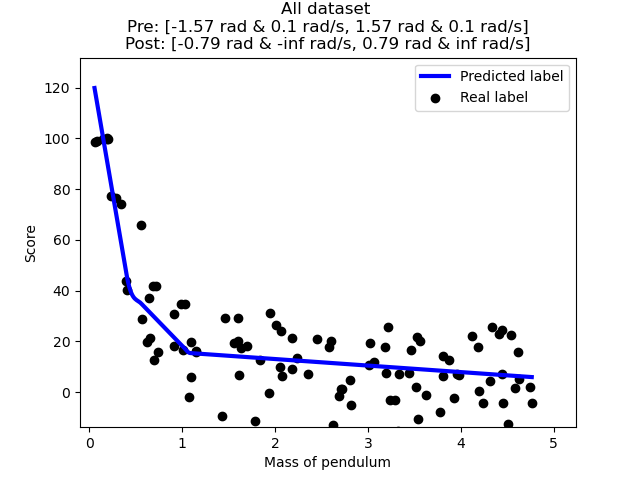 All dataset
Pre: [-1.57 rad & 0.1 rad/s, 1.57 rad & 0.1 rad/s]
Post: [-0.79 rad & -inf rad/s, 0.79 rad & inf rad/s]
Predicted label
Real label
120
100
80
60
40
20
0
Score
0 1 2 3 4 5
Mass of pendulum